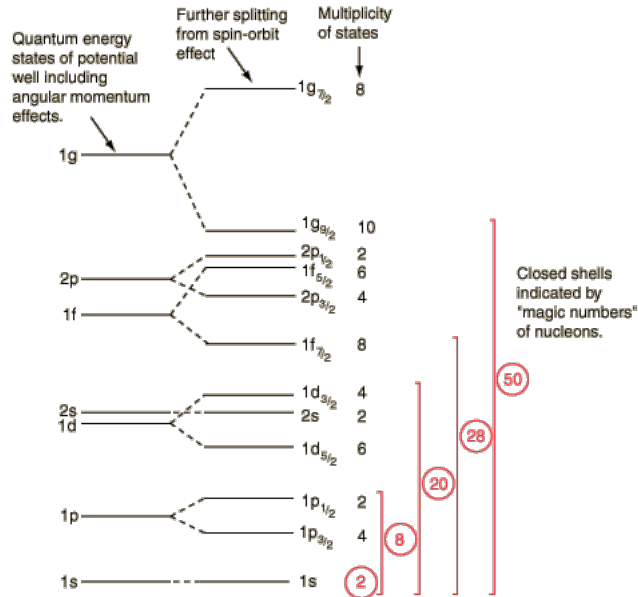 Quantum energy
states of potential
well including
angular momentum
effects.
Further splitting
from spin-orbit
effect
Multiplicity
of states
1g7/2 8
1g
1g9/2 10
2p1/2 2
2p
1f5/2 6
2p3/2 4
1f
1f7/2 8
Closed shells
indicated by
"magic numbers"
of nucleons.
50
1d3/2 4
2s
2s 2
1d
28
1d5/2 6
20
1p1/2 2
1p
1p3/2 4
8
1s
1s
2